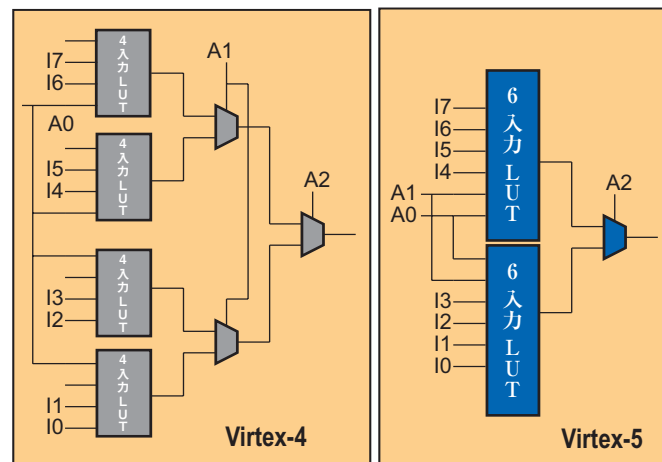 4入力LUT
I7
I6
A0
4入力LUT
I5
I4
4入力LUT
I3
I2
4入力LUT
I1
I0
A1
A2
Virtex-4
6入力LUT
I7
I6
I5
I4
A1
A0
6入力LUT
I3
I2
I1
I0
A2
Virtex-5